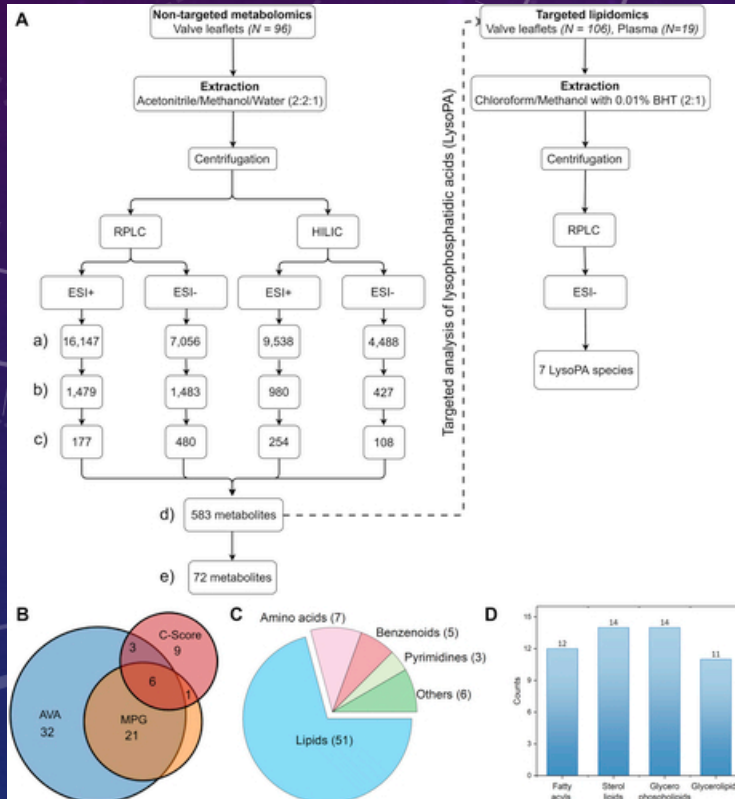 A
Non-targeted metabolomics
Valve leaflets (N = 96)
Extraction
Acetonitrile/Methanol/Water (2:2:1)
Centrifugation
RPLC
HILIC
ESI+
ESI-
ESI+
ESI-
a)
16,147
7,056
9,538
4,488
b)
1,479
1,483
980
427
c)
177
480
254
108
d)
583 metabolites
e)
72 metabolites
Targeted analysis of lysophosphatidic acids (LysoPA)
Targeted lipidomics
Valve leaflets (N = 106), Plasma (N=19)
Extraction
Chloroform/Methanol with 0.01% BHT (2:1)
Centrifugation
RPLC
ESI-
7 LysoPA species
B
C-Score
9
3
6
1
AVA
32
MPG
21
C
Amino acids (7)
Benzenoids (5)
Pyrimidines (3)
Others (6)
Lipids (51)
D
Counts
15
12
9
6
3
0
12
14
14
11
Fatty
acyls
Sterol
lipids
Glycero
phospholipids
Glycerolipids